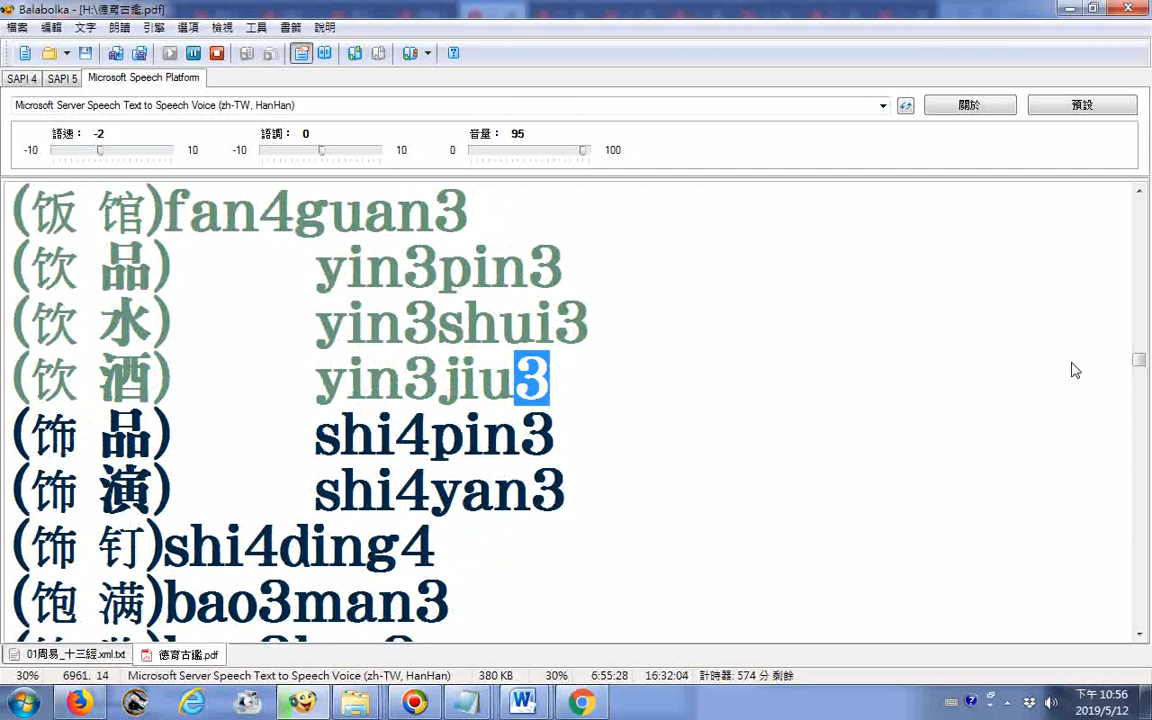 Balabolka - [H:\德育古鑑.pdf]
檔案 編輯 文字 朗讀 引擎 選項 檢視 工具 書籤 說明
SAPI 4 SAPI 5 Microsoft Speech Platform
Microsoft Server Speech Text to Speech Voice (zh-TW, HanHan) 關於 預設
語速： -2 語調： 0 音量： 95
-10 10 -10 10 0 100
(饭 馆)fan4guan3
(饮 品) yin3pin3
(饮 水) yin3shui3
(饮 酒) yin3jiu3
(饰 品) shi4pin3
(饰 演) shi4yan3
(饰 钉)shi4ding4
(饱 满)bao3man3
01周易_十三經.xml.txt 德育古鑑.pdf
30% 6961. 14 Microsoft Server Speech Text to Speech Voice (zh-TW, HanHan) 380 KB 30% 6:55:28 16:32:04 計時器: 574 分 剩餘
下午 10:56
2019/5/12